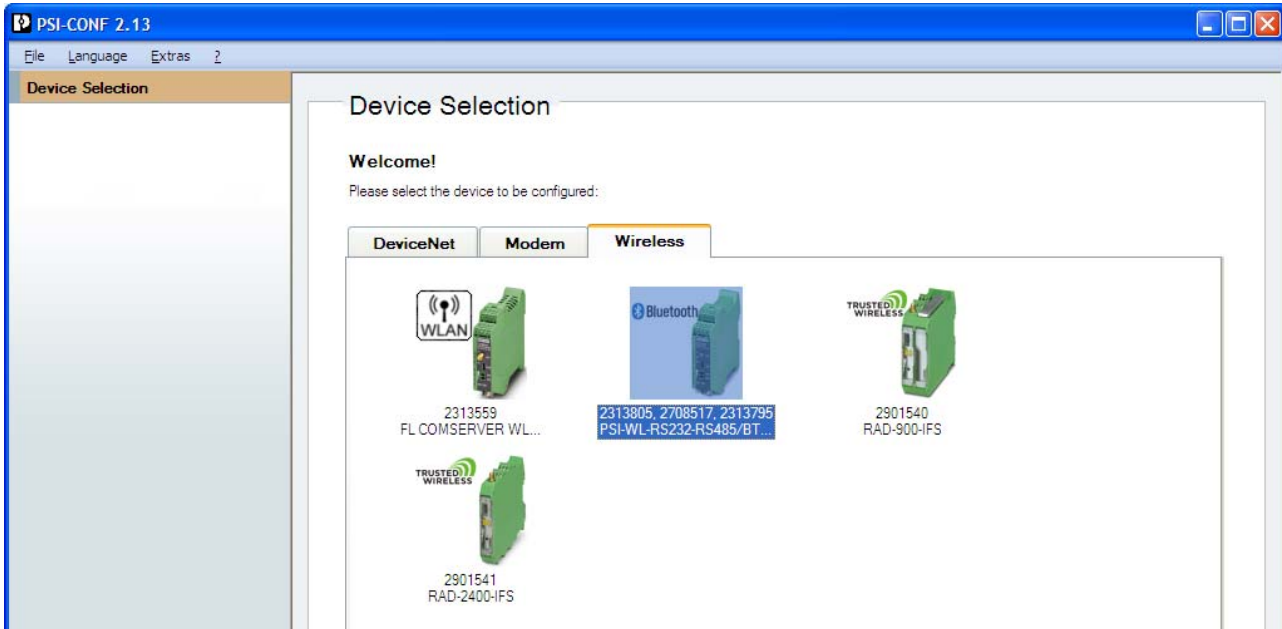 PSI-CONF 2.13
File Language Extras ?
Device Selection
Device Selection
Welcome!
Please select the device to be configured:
DeviceNet Modem Wireless
WLAN
2313559
FL COMSERVER WL...
Bluetooth
2313805, 2708517, 2313795
PSI-WL-RS232-RS485/BT...
TRUSTED
WIRELESS
2901540
RAD-900-IFS
TRUSTED
WIRELESS
2901541
RAD-2400-IFS